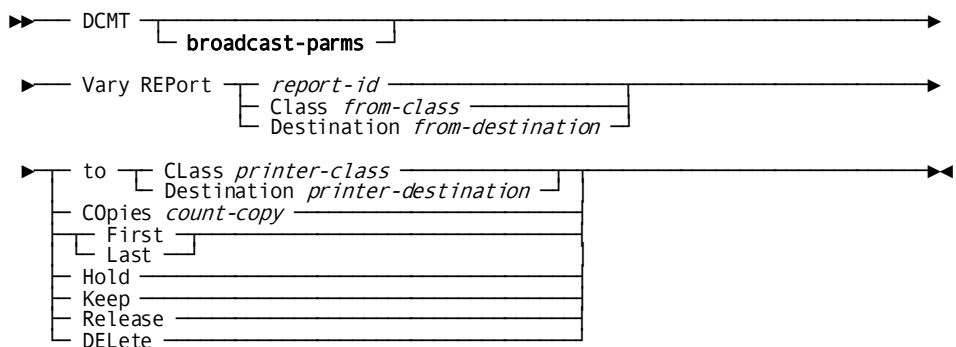 DCMT
broadcast-parms
Vary REPort report-id
Class from-class
Destination from-destination
to CLass printer-class
Destination printer-destination
COpies count-copy
First
Last
Hold
Keep
Release
DELete